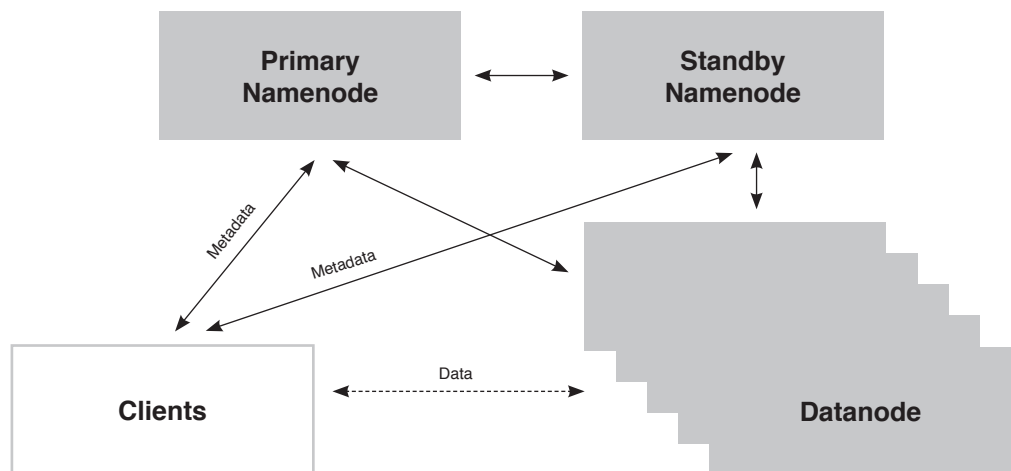 Primary
Namenode
Standby
Namenode
Metadata
Metadata
Data
Clients
Datanode